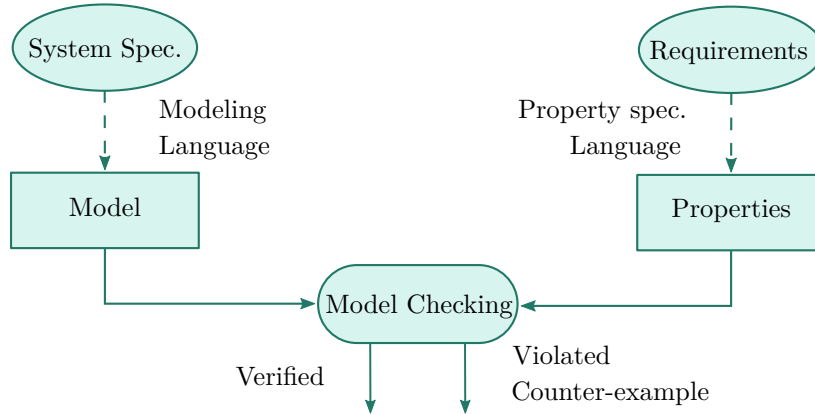 System Spec.
Requirements
Modeling
Language
Property spec.
Language
Model
Properties
Model Checking
Verified
Violated
Counter-example